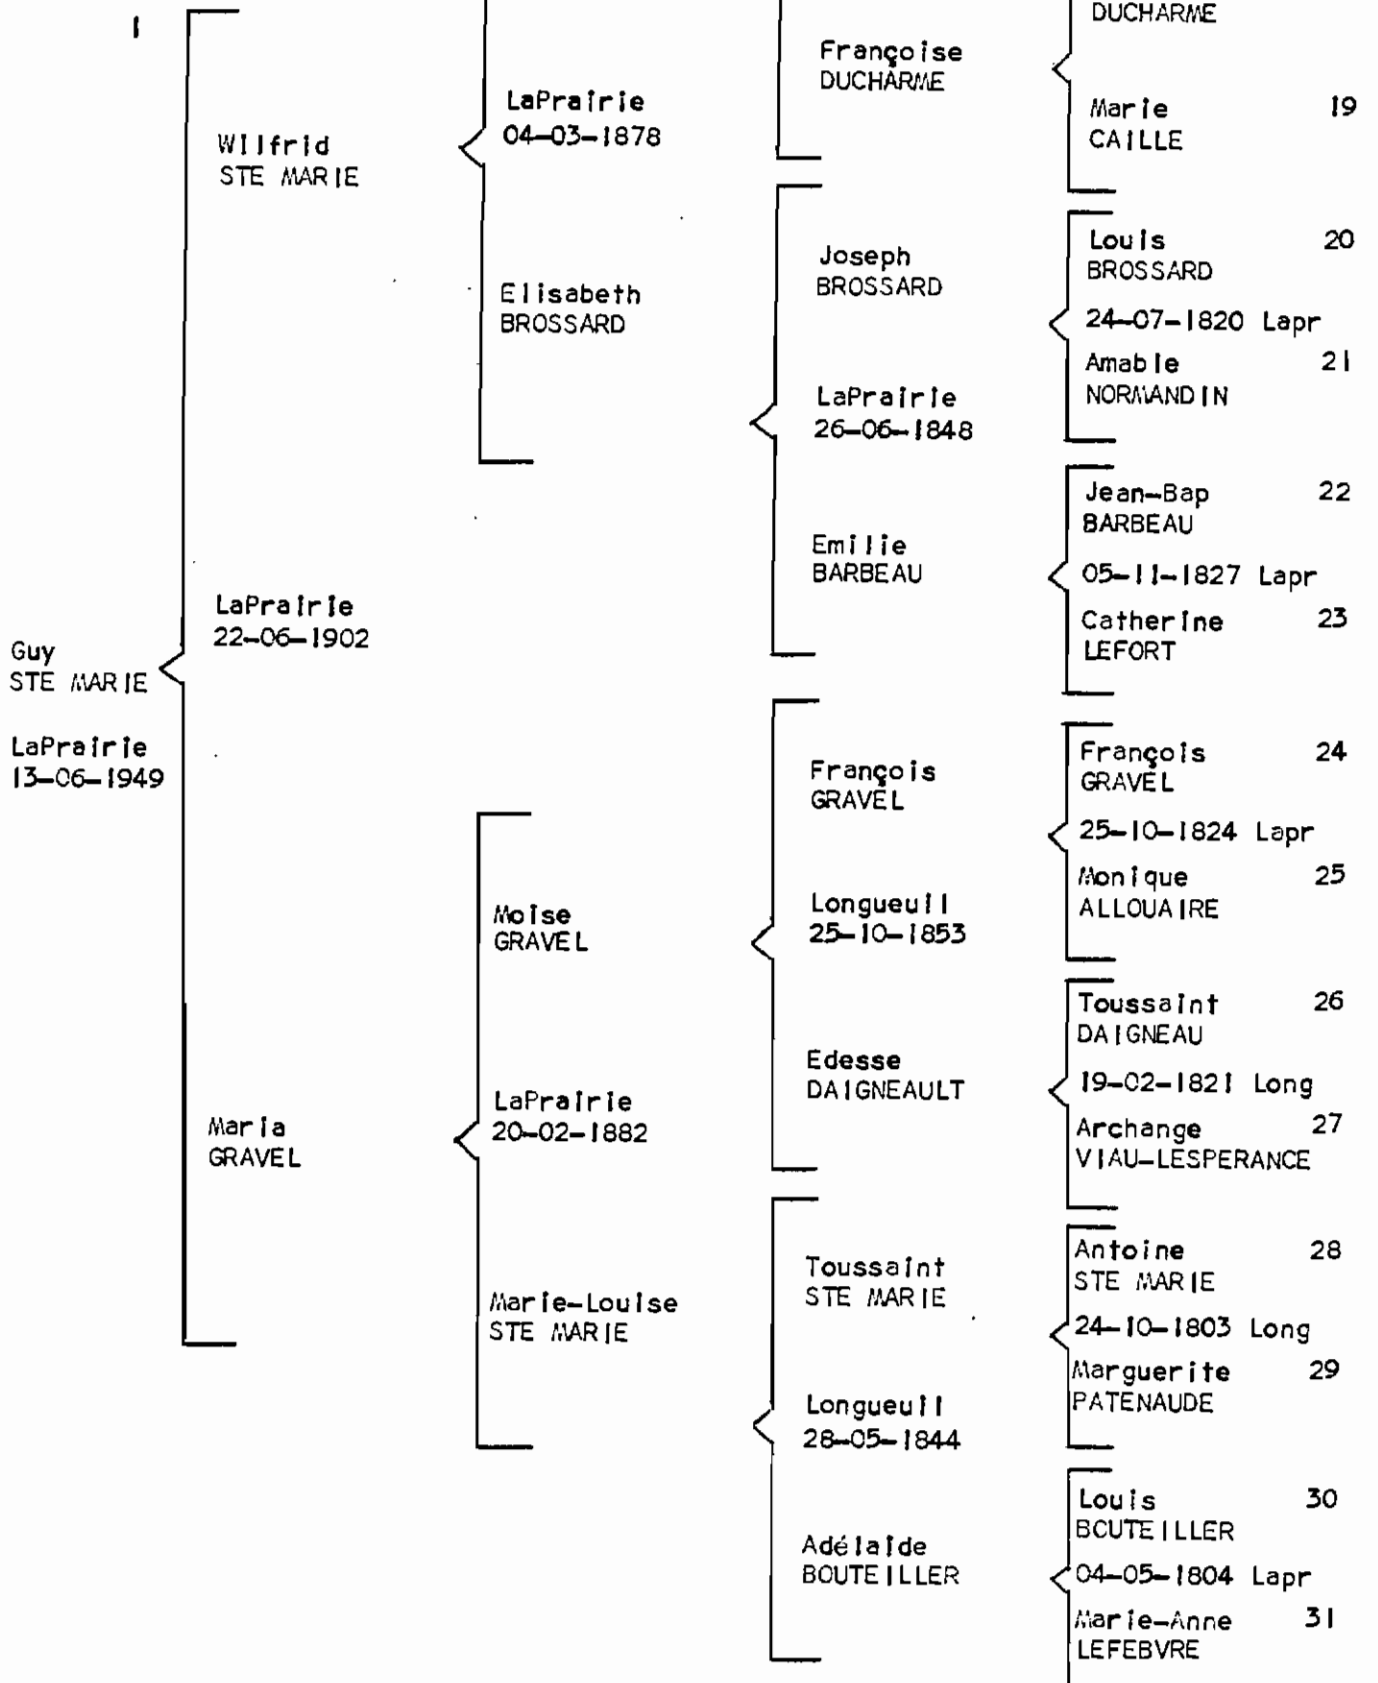 I
Guy
STE MARIE
LaPrairie
13-06-1949
Wilfrid
STE MARIE
LaPrairie
22-06-1902
Maria
GRAVEL
LaPrairie
04-03-1878
Elisabeth
BROSSARD
Moise
GRAVEL
LaPrairie
20-02-1882
Marie-Louise
STE MARIE
Françoise
DUCHARME
Joseph
BROSSARD
LaPrairie
26-06-1848
Emilie
BARBEAU
François
GRAVEL
Longueuil
25-10-1853
Edesse
DAIGNEAULT
Toussaint
STE MARIE
Longueuil
28-05-1844
Adélaïde
BOUTEILLER
DUCHARME
Marie 19
CAILLE
Louis 20
BROSSARD
24-07-1820 Lapr
Amable 21
NORMANDIN
Jean-Bap 22
BARBEAU
05-11-1827 Lapr
Catherine 23
LEFORT
François 24
GRAVEL
25-10-1824 Lapr
Monique 25
ALLOUAIRE
Toussaint 26
DAIGNEAU
19-02-1821 Long
Archange 27
VIAU-LESPERANCE
Antoine 28
STE MARIE
24-10-1803 Long
Marguerite 29
PATENAUDE
Louis 30
BOUTEILLER
04-05-1804 Lapr
Marie-Anne 31
LEFEBVRE